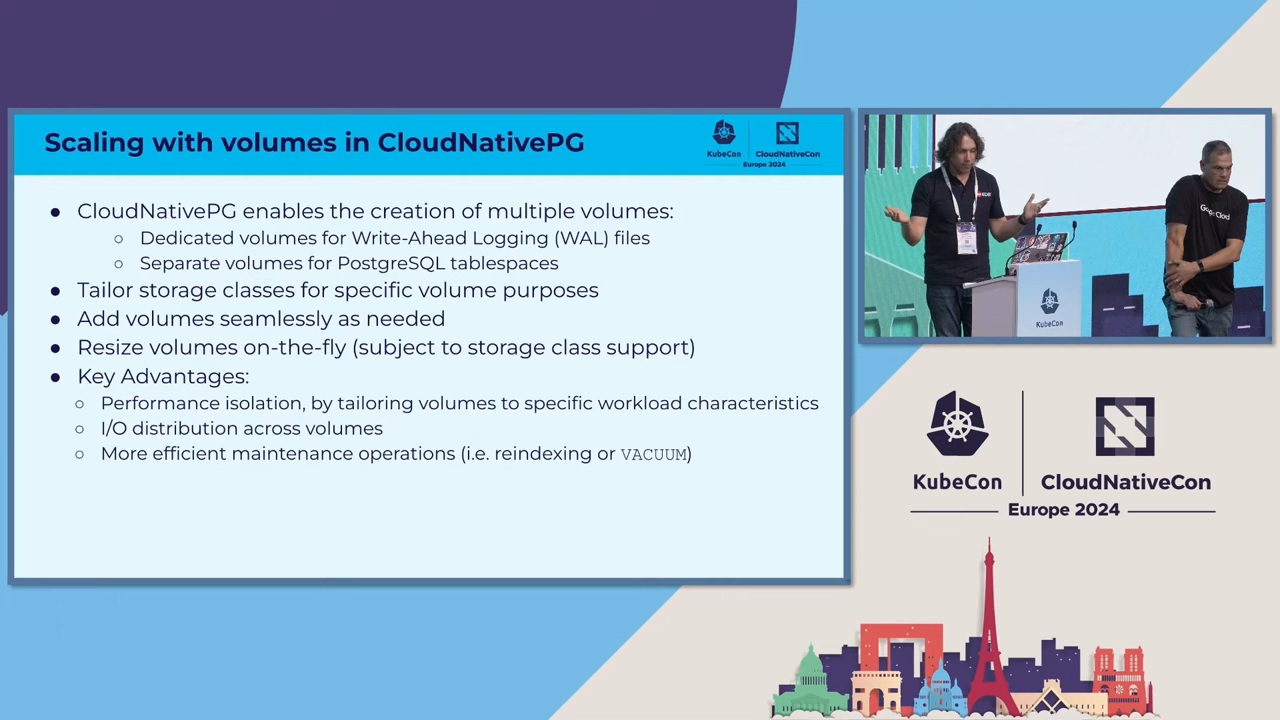 Scaling with volumes in CloudNativePG
KubeCon
CloudNativeCon
Europe 2024
● CloudNativePG enables the creation of multiple volumes:
○ Dedicated volumes for Write-Ahead Logging (WAL) files
○ Separate volumes for PostgreSQL tablespaces
● Tailor storage classes for specific volume purposes
● Add volumes seamlessly as needed
● Resize volumes on-the-fly (subject to storage class support)
● Key Advantages:
○ Performance isolation, by tailoring volumes to specific workload characteristics
○ I/O distribution across volumes
○ More efficient maintenance operations (i.e. reindexing or VACUUM)
Google Cloud
KubeCon
KubeCon
CloudNativeCon
Europe 2024